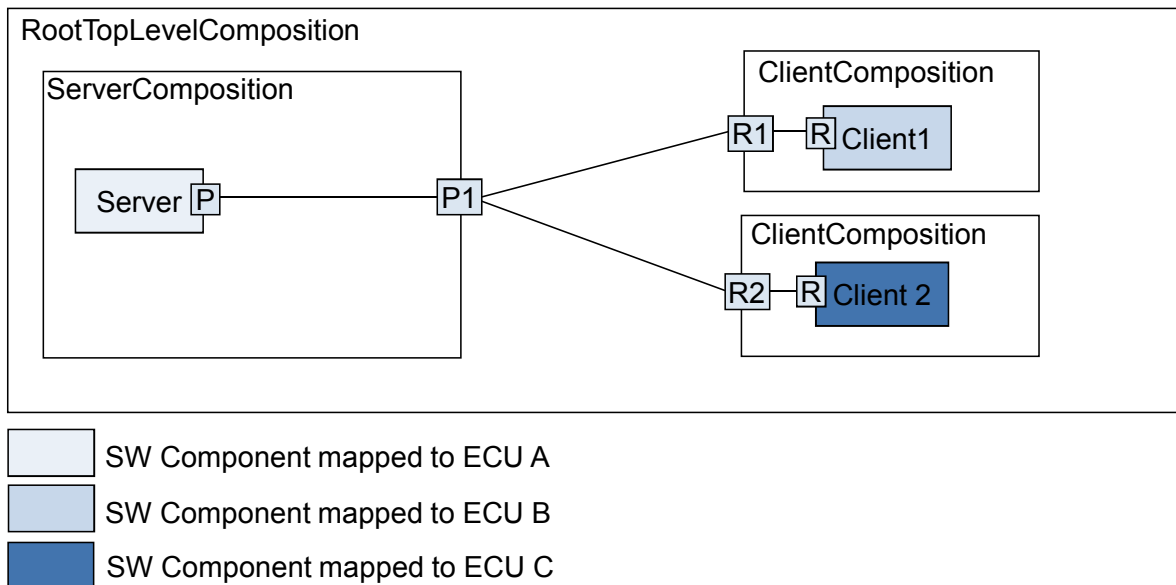 RootTopLevelComposition
ServerComposition
ClientComposition
R1
R
Client1
Server
P
P1
ClientComposition
R2
R
Client 2
SW Component mapped to ECU A
SW Component mapped to ECU B
SW Component mapped to ECU C